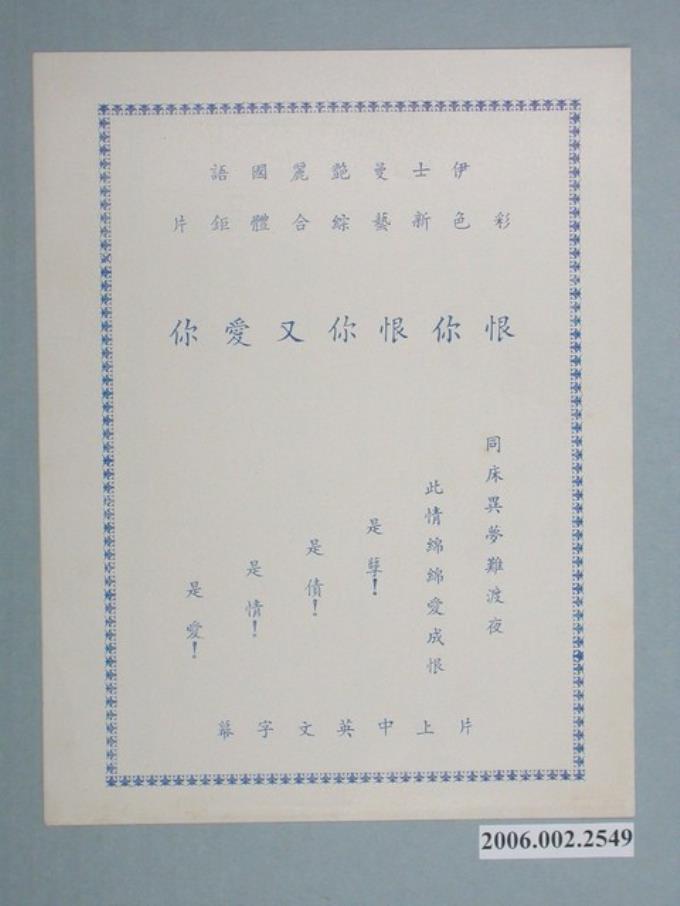 伊士曼艷麗國語
彩色新藝綜合體鉅片
恨你恨你又愛你
同床異夢難渡夜
此情綿綿愛成恨
是孽！
是債！
是情！
是愛！
片上中英文字幕
2006.002.2549